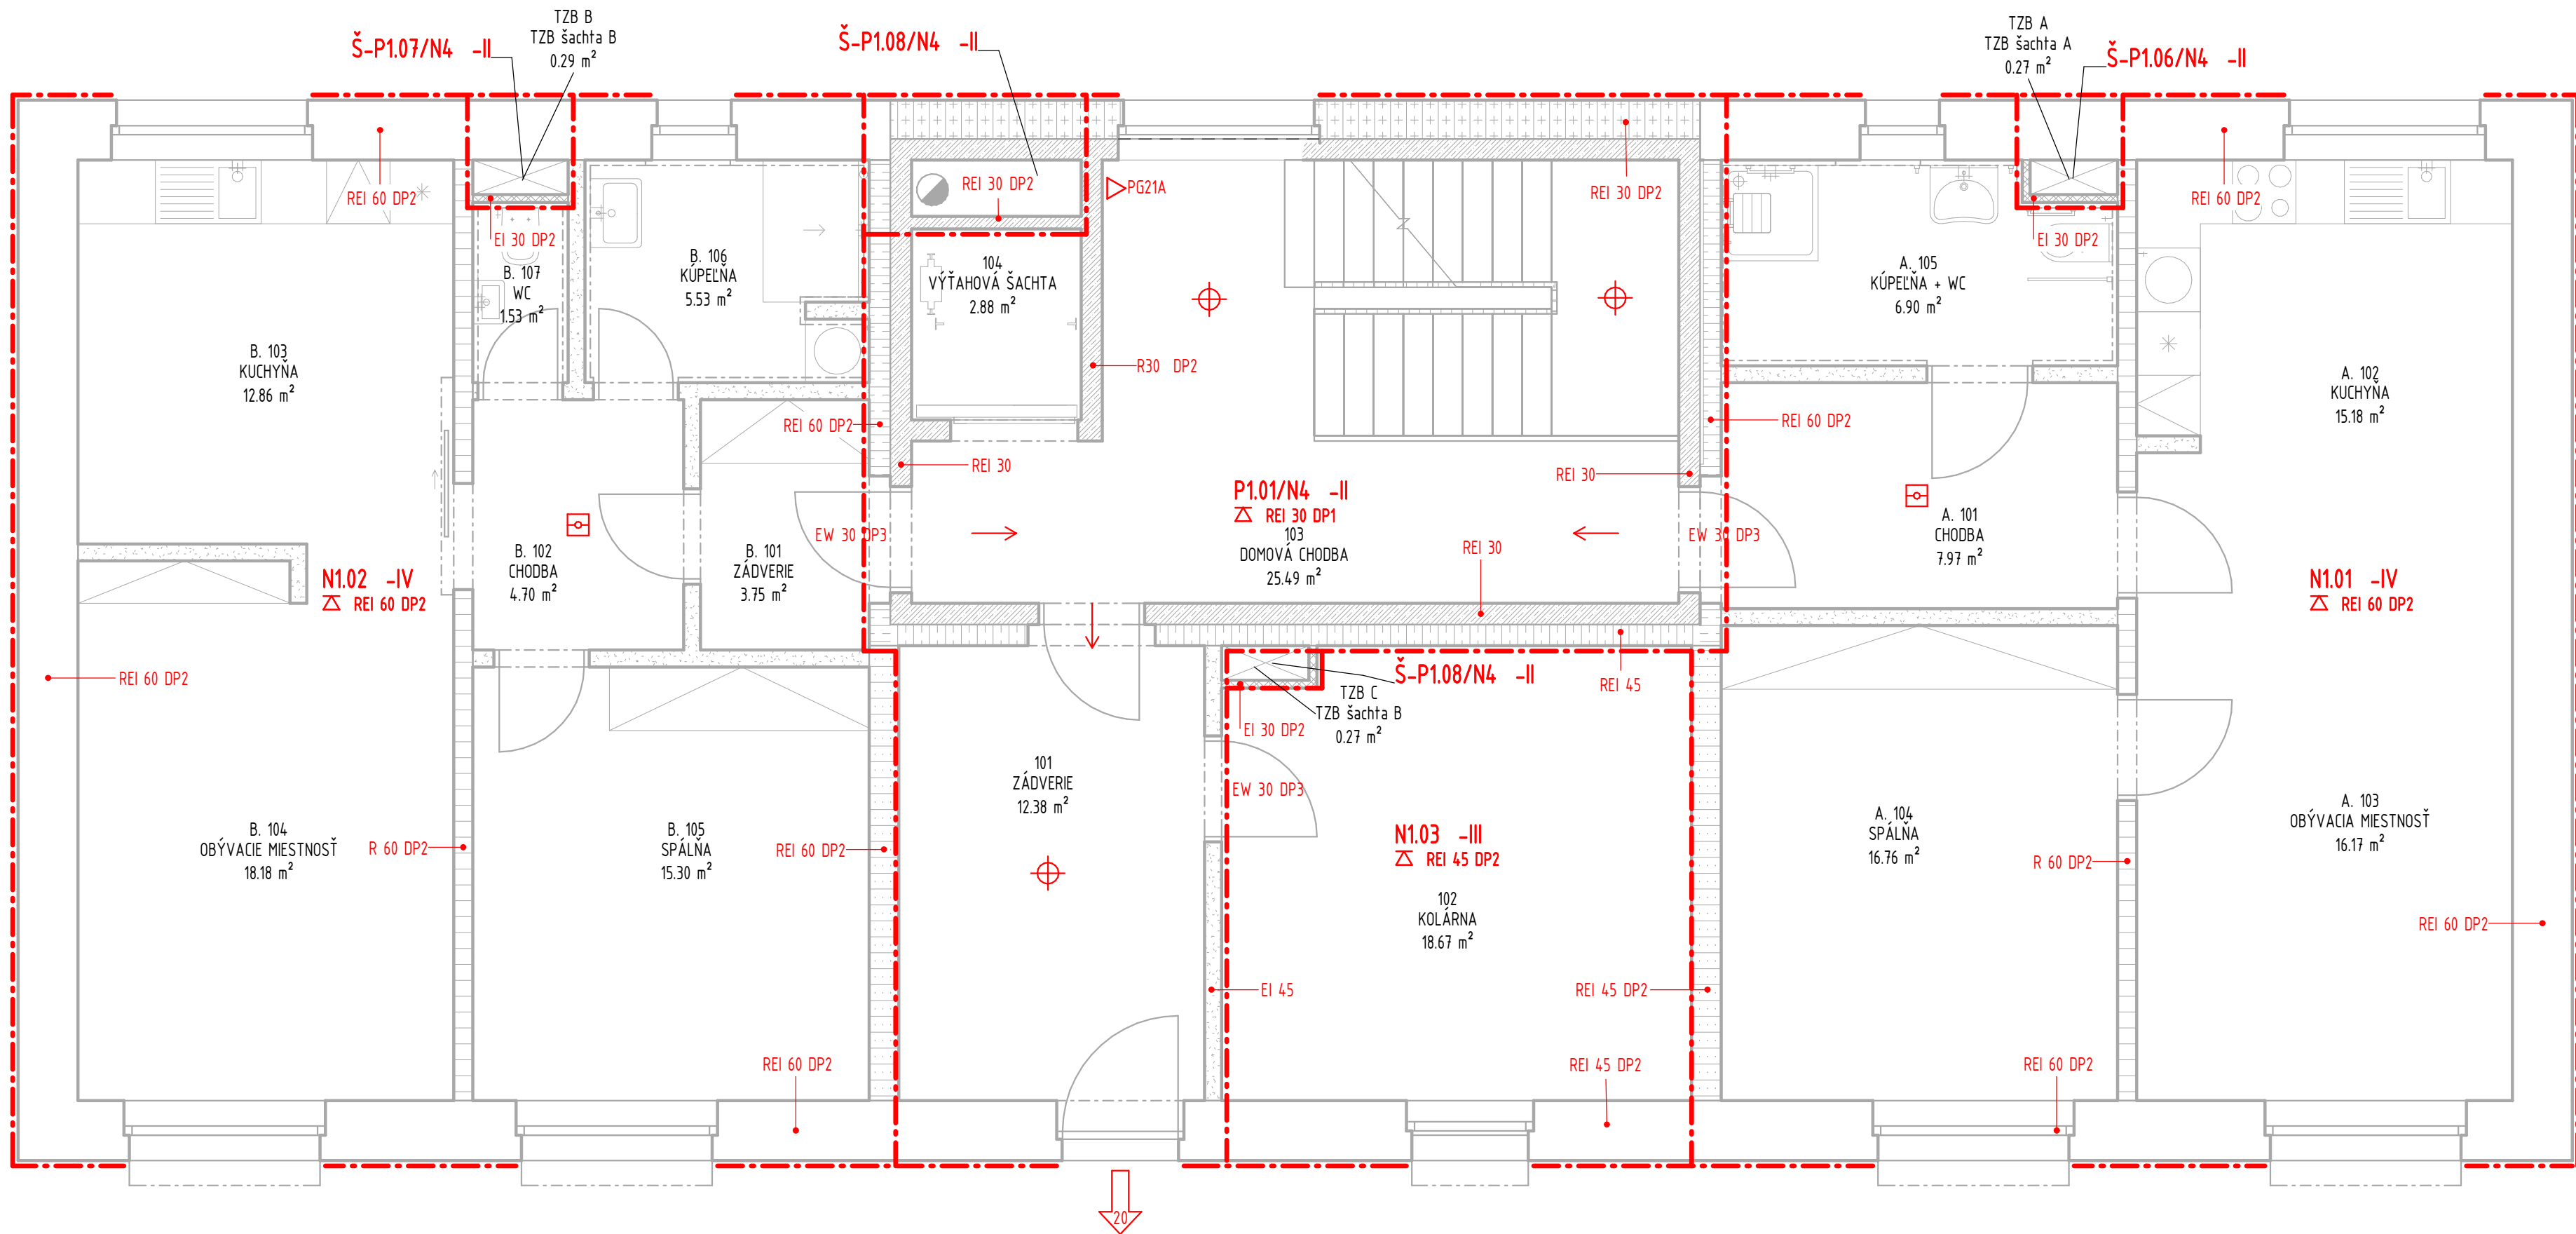 TZB B
TZB šachta B
0.29 m²
Š-P1.07/N4 -II
Š-P1.08/N4 -II
TZB A
TZB šachta A
0.27 m²
Š-P1.06/N4 -II
REI 60 DP2
EI 30 DP2
B. 107
WC
1.53 m²
B. 106
KÚPEĽŇA
5.53 m²
REI 30 DP2
PG21A
104
VÝŤAHOVÁ ŠACHTA
2.88 m²
REI 30 DP2
A. 105
KÚPEĽŇA + WC
6.90 m²
EI 30 DP2
REI 60 DP2
B. 103
KUCHYŇA
12.86 m²
R30 DP2
REI 60 DP2
REI 30
REI 30
REI 60 DP2
A. 102
KUCHYŇA
15.18 m²
P1.01/N4 -II
REI 30 DP1
103
DOMOVÁ CHODBA
25.49 m²
EW 30 DP3
EW 30 DP3
REI 30
A. 101
CHODBA
7.97 m²
B. 102
CHODBA
4.70 m²
B. 101
ZÁDVERIE
3.75 m²
N1.02 -IV
REI 60 DP2
N1.01 -IV
REI 60 DP2
REI 60 DP2
Š-P1.08/N4 -II
REI 45
TZB C
TZB šachta B
0.27 m²
EI 30 DP2
101
ZÁDVERIE
12.38 m²
EW 30 DP3
N1.03 -III
REI 45 DP2
B. 104
OBÝVACIE MIESTNOSŤ
18.18 m²
R 60 DP2
B. 105
SPÁLŇA
15.30 m²
REI 60 DP2
A. 104
SPÁLŇA
16.76 m²
R 60 DP2
A. 103
OBÝVACIA MIESTNOSŤ
16.17 m²
102
KOLÁRNA
18.67 m²
REI 60 DP2
EI 45
REI 45 DP2
REI 60 DP2
REI 45 DP2
REI 60 DP2
20